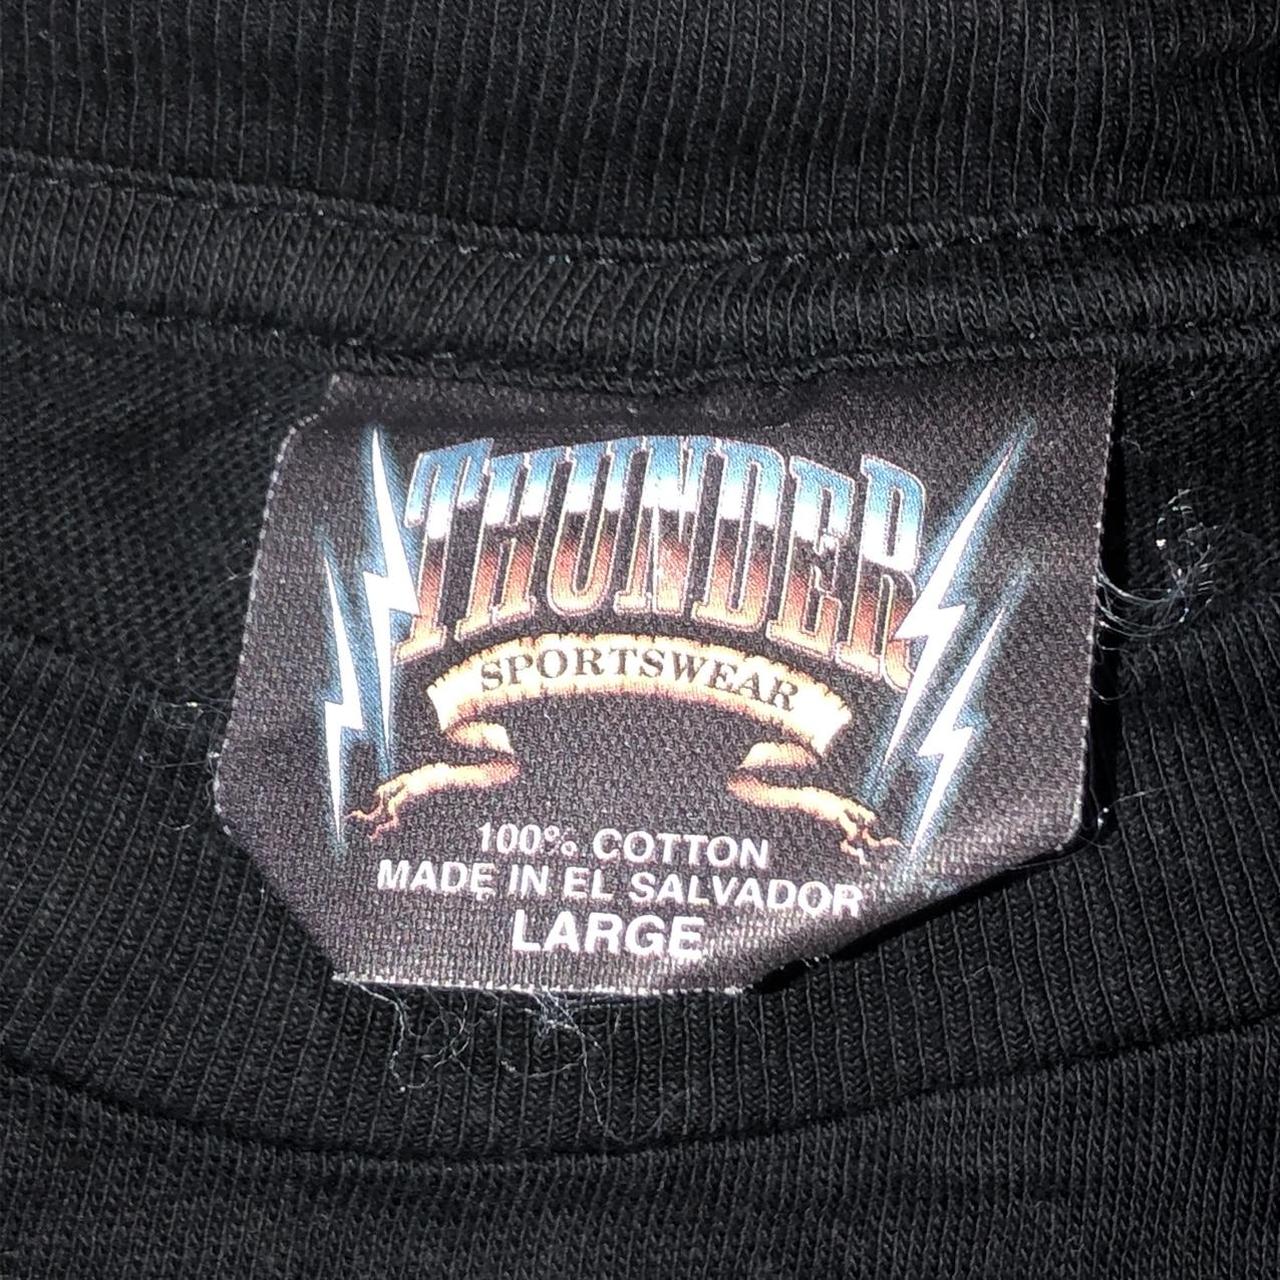 THUNDER
SPORTSWEAR
100% COTTON
MADE IN EL SALVADOR
LARGE